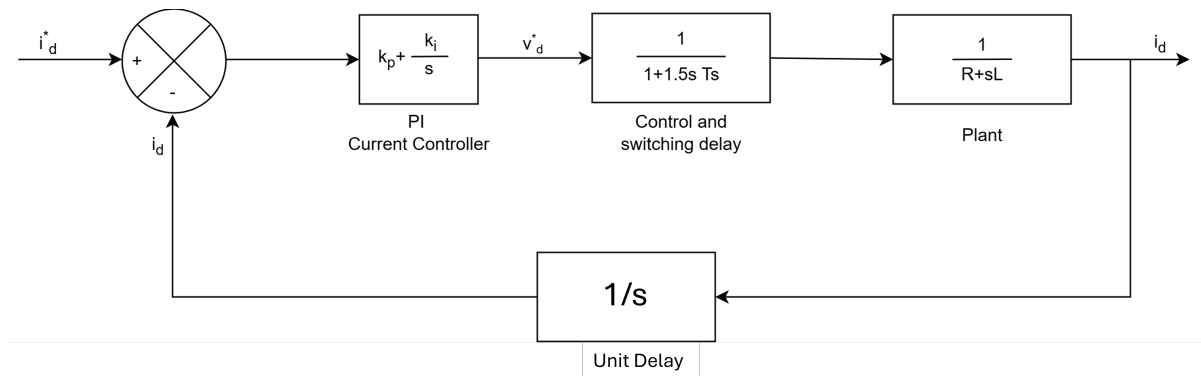 i*d
+
-
id
kp+ ki/s
v*d
1
1+1.5s Ts
1
R+sL
id
PI
Current Controller
Control and
switching delay
Plant
1/s
Unit Delay